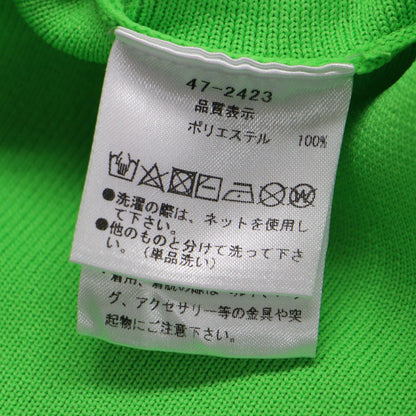 47-2423
品質表示
ポリエステル 100%
●洗濯の際は、ネットを使用し
て下さい。
●他のものと分けて洗って下さ
い。(単品洗い)
グ、アクセサリー等の金具や突
起物にご注意下さい。